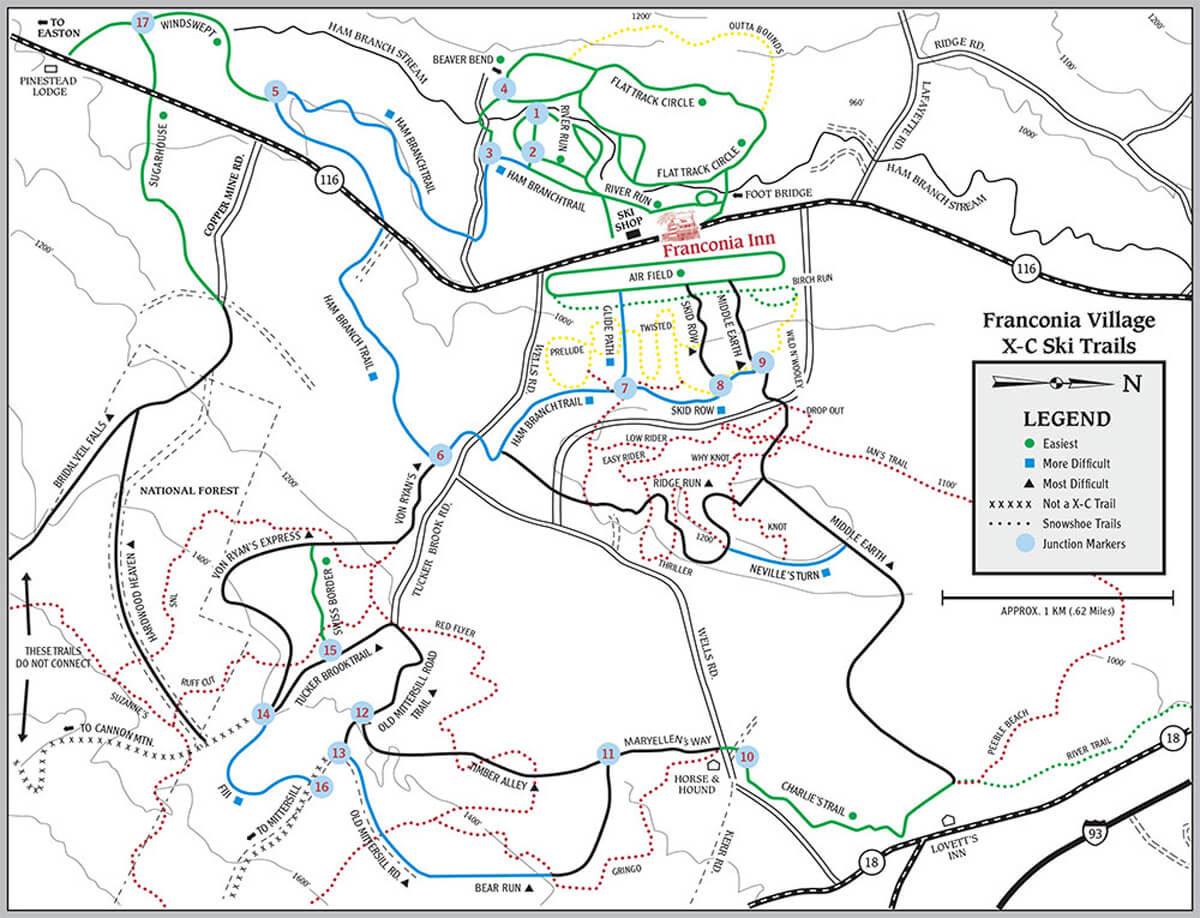 TO
EASTON
17
WINDSWEPT
1200'
OUTTA BOUNDS
1200'
RIDGE RD.
1100'
HAM BRANCH STREAM
BEAVER BEND
PINESTEAD
LODGE
5
4
FLAT TRACK CIRCLE
960'
LAFAYETTE RD.
1000'
HAM BRANCH TRAIL
1
RIVER RUN
SUGARHOUSE
3
2
FLAT TRACK CIRCLE
HAM BRANCH TRAIL
116
COPPER MINE RD.
RIVER RUN
FOOT BRIDGE
HAM BRANCH STREAM
SKI
SHOP
Franconia Inn
1200'
AIR FIELD
116
BIRCH RUN
HAM BRANCH TRAIL
1000'
GLIDE PATH
TWISTED
SKID ROW
MIDDLE EARTH
WILD N' WOOLEY
PRELUDE
WELLS RD.
9
7
8
HAM BRANCH TRAIL
SKID ROW
DROP OUT
BRIDALVEIL FALLS
LOW RIDER
EASY RIDER
WHY KNOT
IAN'S TRAIL
1100'
6
VON RYAN'S
RIDGE RUN
NATIONAL FOREST
1200'
TUCKER BROOK RD.
KNOT
MIDDLE EARTH
1200'
THRILLER
NEVILLE'S TURN
VON RYAN'S EXPRESS
1400'
HARDWOOD HEAVEN
SNL
SWISS BORDER
Franconia Village
X-C Ski Trails
N
LEGEND
Easiest
More Difficult
Most Difficult
Not a X-C Trail
Snowshoe Trails
Junction Markers
APPROX. 1 KM (.62 Miles)
THESE TRAILS
DO NOT CONNECT
RED FLYER
WELLS RD.
15
TUCKER BROOK TRAIL
RUFF CUT
SUZANNE'S
OLD MITTERSILL ROAD
TRAIL
1000'
14
12
TO CANNON MTN.
PEEBLE BEACH
RIVER TRAIL
18
13
11
MARYELLEN'S WAY
10
16
TIMBER ALLEY
HORSE &
HOUND
FIJI
TO MITTERSILL
CHARLIE'S TRAIL
OLD MITTERSILL RD.
1400'
KERR RD
93
LOVETT'S
INN
18
1600'
BEAR RUN
GRINGO